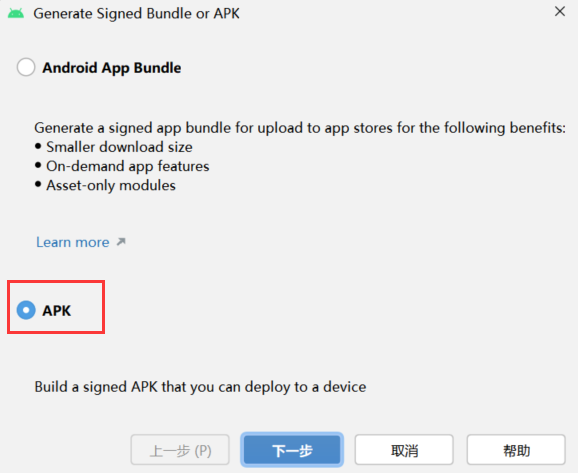 Generate Signed Bundle or APK
Android App Bundle
Generate a signed app bundle for upload to app stores for the following benefits:
• Smaller download size
• On-demand app features
• Asset-only modules
Learn more
APK
Build a signed APK that you can deploy to a device
上一步 (P) 下一步 取消 帮助